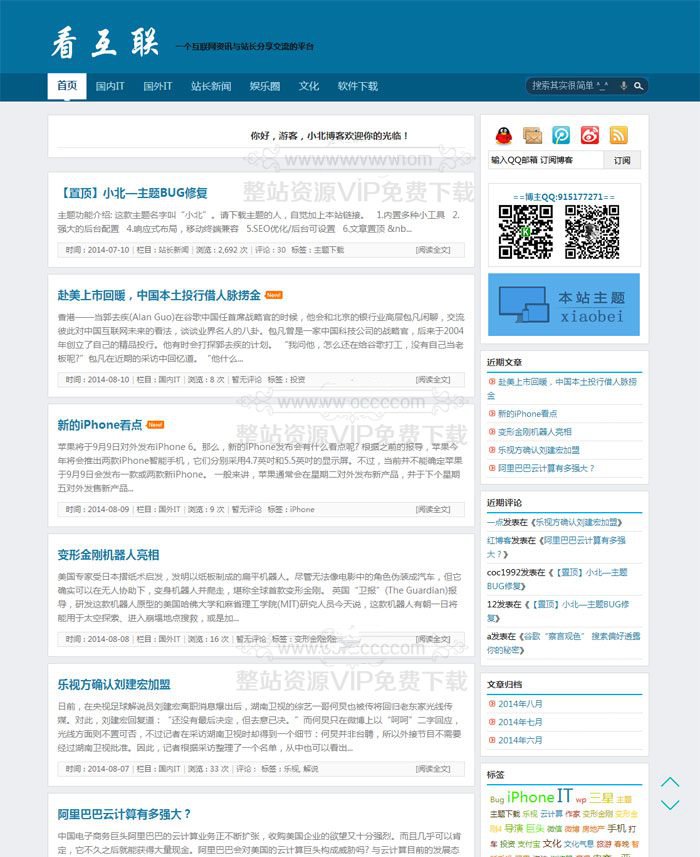 看互联
一个互联网资讯与站长分享交流的平台
首页 国内IT 国外IT 站长新闻 娱乐圈 文化 软件下载
搜索其实很简单 ^_^
你好，游客，小北博客欢迎你的光临！
整站资源VIP免费下载
【置顶】小北—主题BUG修复
主题功能介绍: 这款主题名字叫“小北”。请下载主题的人，自觉加上本站链接。 1.内置多种小工具 2.
强大的后台配置 4.响应式布局，移动终端兼容 5.SEO优化/后台可设置 6.文章置顶 &nb...
时间：2014-07-10 | 栏目：站长新闻 | 浏览：2,692 次 | 评论：30 标签：主题下载 [阅读全文]
赴美上市回暖，中国本土投行借人脉捞金 New!
香港——当郭去疾(Alan Guo)在谷歌中国任首席战略官的时候，他会和北京的银行业高层包凡闲聊，交流
彼此对中国互联网未来的看法，谈谈业界名人的八卦。包凡曾是一家中国科技公司的战略官，后来于2004
年创立了自己的精品投行。他有时会打探郭去疾的计划。 “我问他，怎么还在给谷歌打工，没有自己当老
板呢?”包凡在近期的采访中回忆道。 “他什么...
时间：2014-08-10 | 栏目：国内IT | 浏览：8 次 | 暂无评论 标签：投资 [阅读全文]
整站资源VIP免费下载
新的iPhone看点 New!
苹果将于9月9日对外发布iPhone 6。那么，新的iPhone发布会有什么看点呢? 根据之前的报导，苹果今
年将会推出两款iPhone智能手机，它们分别采用4.7英吋和5.5英吋的显示屏。不过，当前并不能确定苹果
于9月9日会发布一款或两款新iPhone。 一般来讲，苹果通常会在星期二对外发布新产品，并于下个星期
五对外发售新产品...
时间：2014-08-09 | 栏目：国外IT | 浏览：9 次 | 暂无评论 标签：iPhone [阅读全文]
变形金刚机器人亮相
美国专家受日本摺纸术启发，发明以纸板制成的扁平机器人。尽管无法像电影中的角色伪装成汽车，但它
确实可以在无人协助下，变身机器人并爬走，堪称全球首款变形金刚。 英国“卫报”(The Guardian)报
导，研发这款机器人原型的美国哈佛大学和麻省理工学院(MIT)研究人员今天说，这款机器人有朝一日将
能用于太空探索、进入崩塌地点搜救，或是加...
时间：2014-08-08 | 栏目：国外IT | 浏览：16 次 | 暂无评论 标签：变形金刚 [阅读全文]
整站资源VIP免费下载
乐视方确认刘建宏加盟
日前，在央视足球解说员刘建宏离职消息爆出后，湖南卫视的综艺一哥何炅也被传将回归老东家光线传
媒。对此，刘建宏回复道：“还没有最后决定，但去意已决。”而何炅只在微博上以“呵呵”二字回应，
光线方面则不置可否，不过记者在采访湖南卫视时却得到一个细节：何炅并非台聘，所以外接节目不需要
经过湖南卫视批准。因此，记者根据采访整理了一个名单，从中也可以看出...
时间：2014-08-07 | 栏目：国内IT | 浏览：33 次 | 评论： 标签：乐视, 解说 [阅读全文]
阿里巴巴云计算有多强大？
中国电子商务巨头阿里巴巴的云计算业务正不断扩张，收购美国企业的欲望又十分强烈。而且几乎可以肯
定，它不久之后就能获得大量现金。阿里巴巴会对美国的云计算巨头构成威胁吗? 与云计算目前的发展态
输入QQ邮箱 订阅博客 订阅
==博主QQ:915177271==
本站主题
xiaobei
近期文章
赴美上市回暖，中国本土投行借人脉捞
金
新的iPhone看点
变形金刚机器人亮相
乐视方确认刘建宏加盟
阿里巴巴云计算有多强大？
近期评论
一点发表在《乐视方确认刘建宏加盟》
红博客发表在《阿里巴巴云计算有多强
大？》
coc1992发表在《【置顶】小北—主题
BUG修复》
12发表在《【置顶】小北—主题BUG修
复》
a发表在《谷歌“察言观色” 搜索偏好透露
你的秘密》
文章归档
2014年八月
2014年七月
2014年六月
标签
Bug iPhone IT wp 三星 主题
主题下载 乐视 云计算 作家 变形金刚 变形金
刚4 导演 巨头 微信 微博 房地产 手机 打
车 投资 支付宝 文化 文化气息 旅游 春晚 智